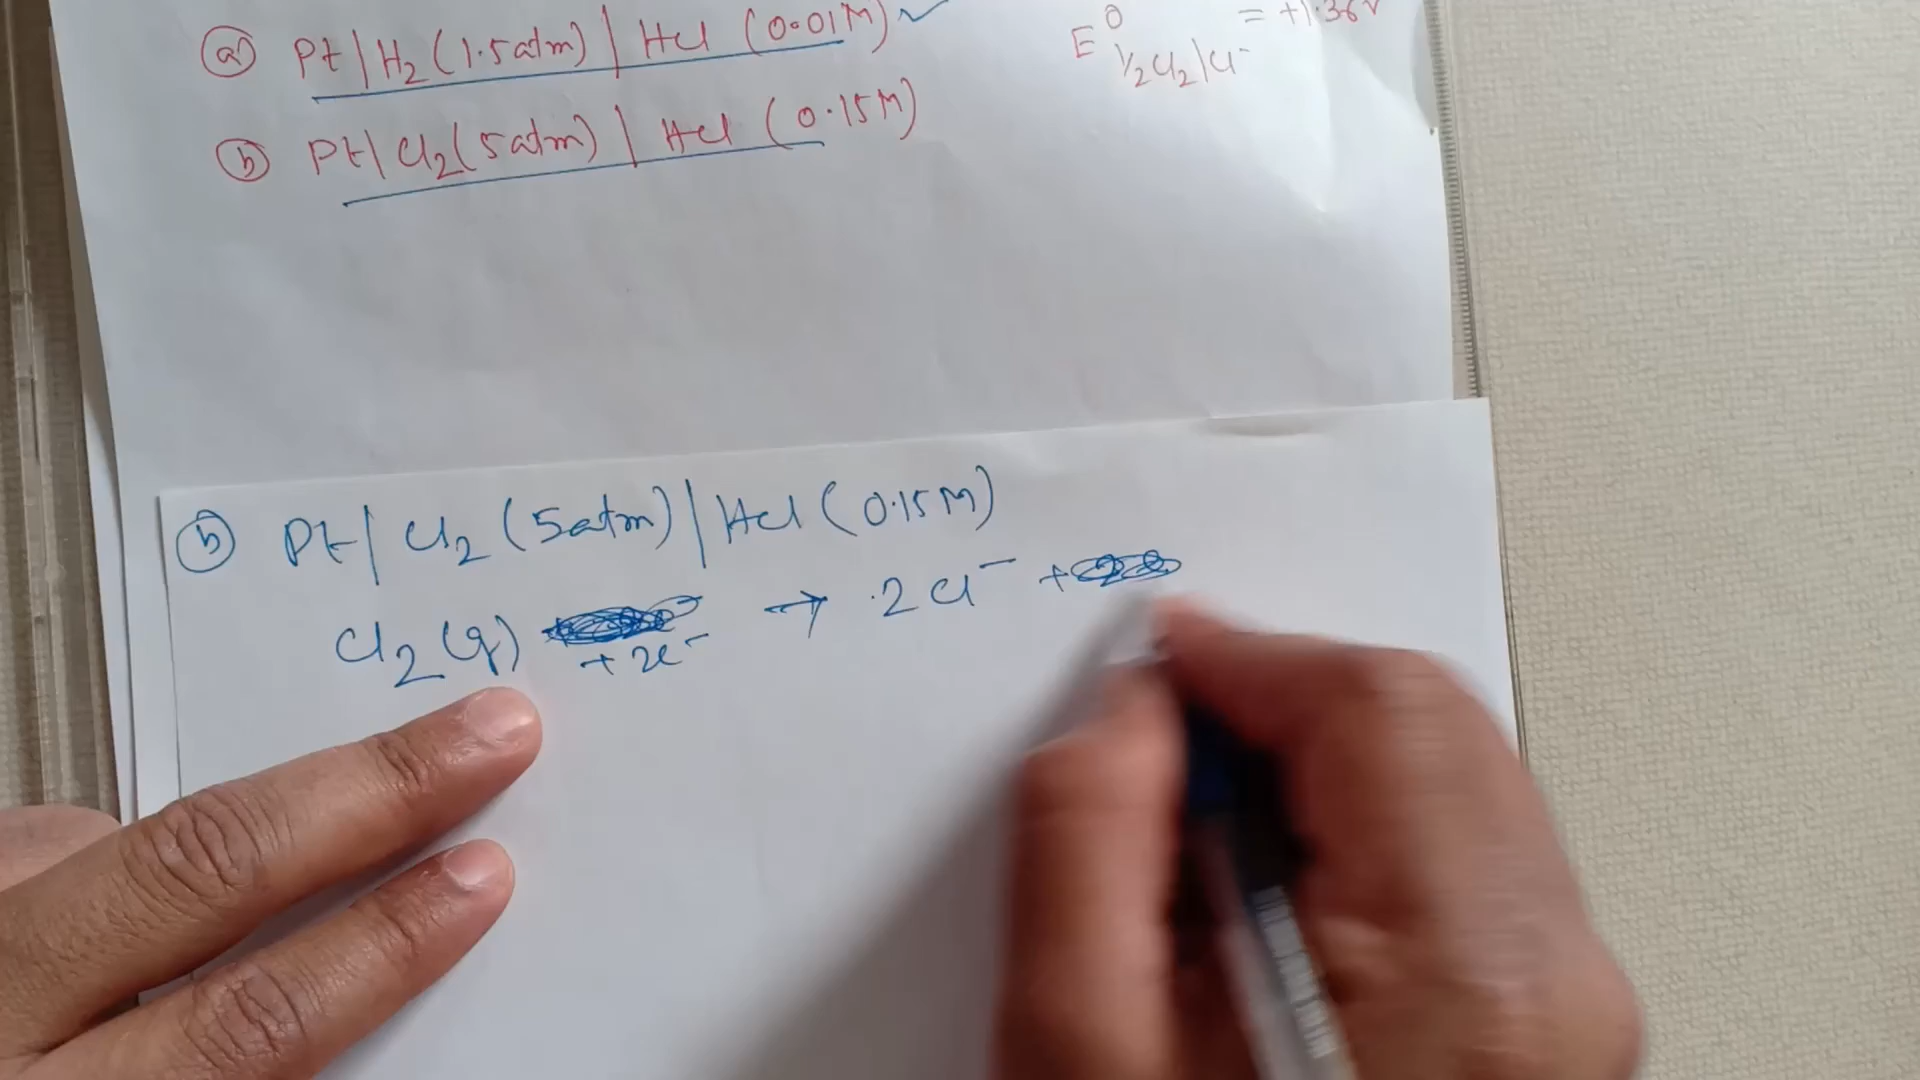 (a) Pt | H₂ (1.5 atm) | HCl (0.01M) ✓
E⁰ ½Cl₂|Cl⁻ = +1.36V
(b) Pt | Cl₂ (5 atm) | HCl (0.15M)
(b) Pt | Cl₂ (5 atm) | HCl (0.15M)
Cl₂ (g) + 2e⁻ → 2Cl⁻ +